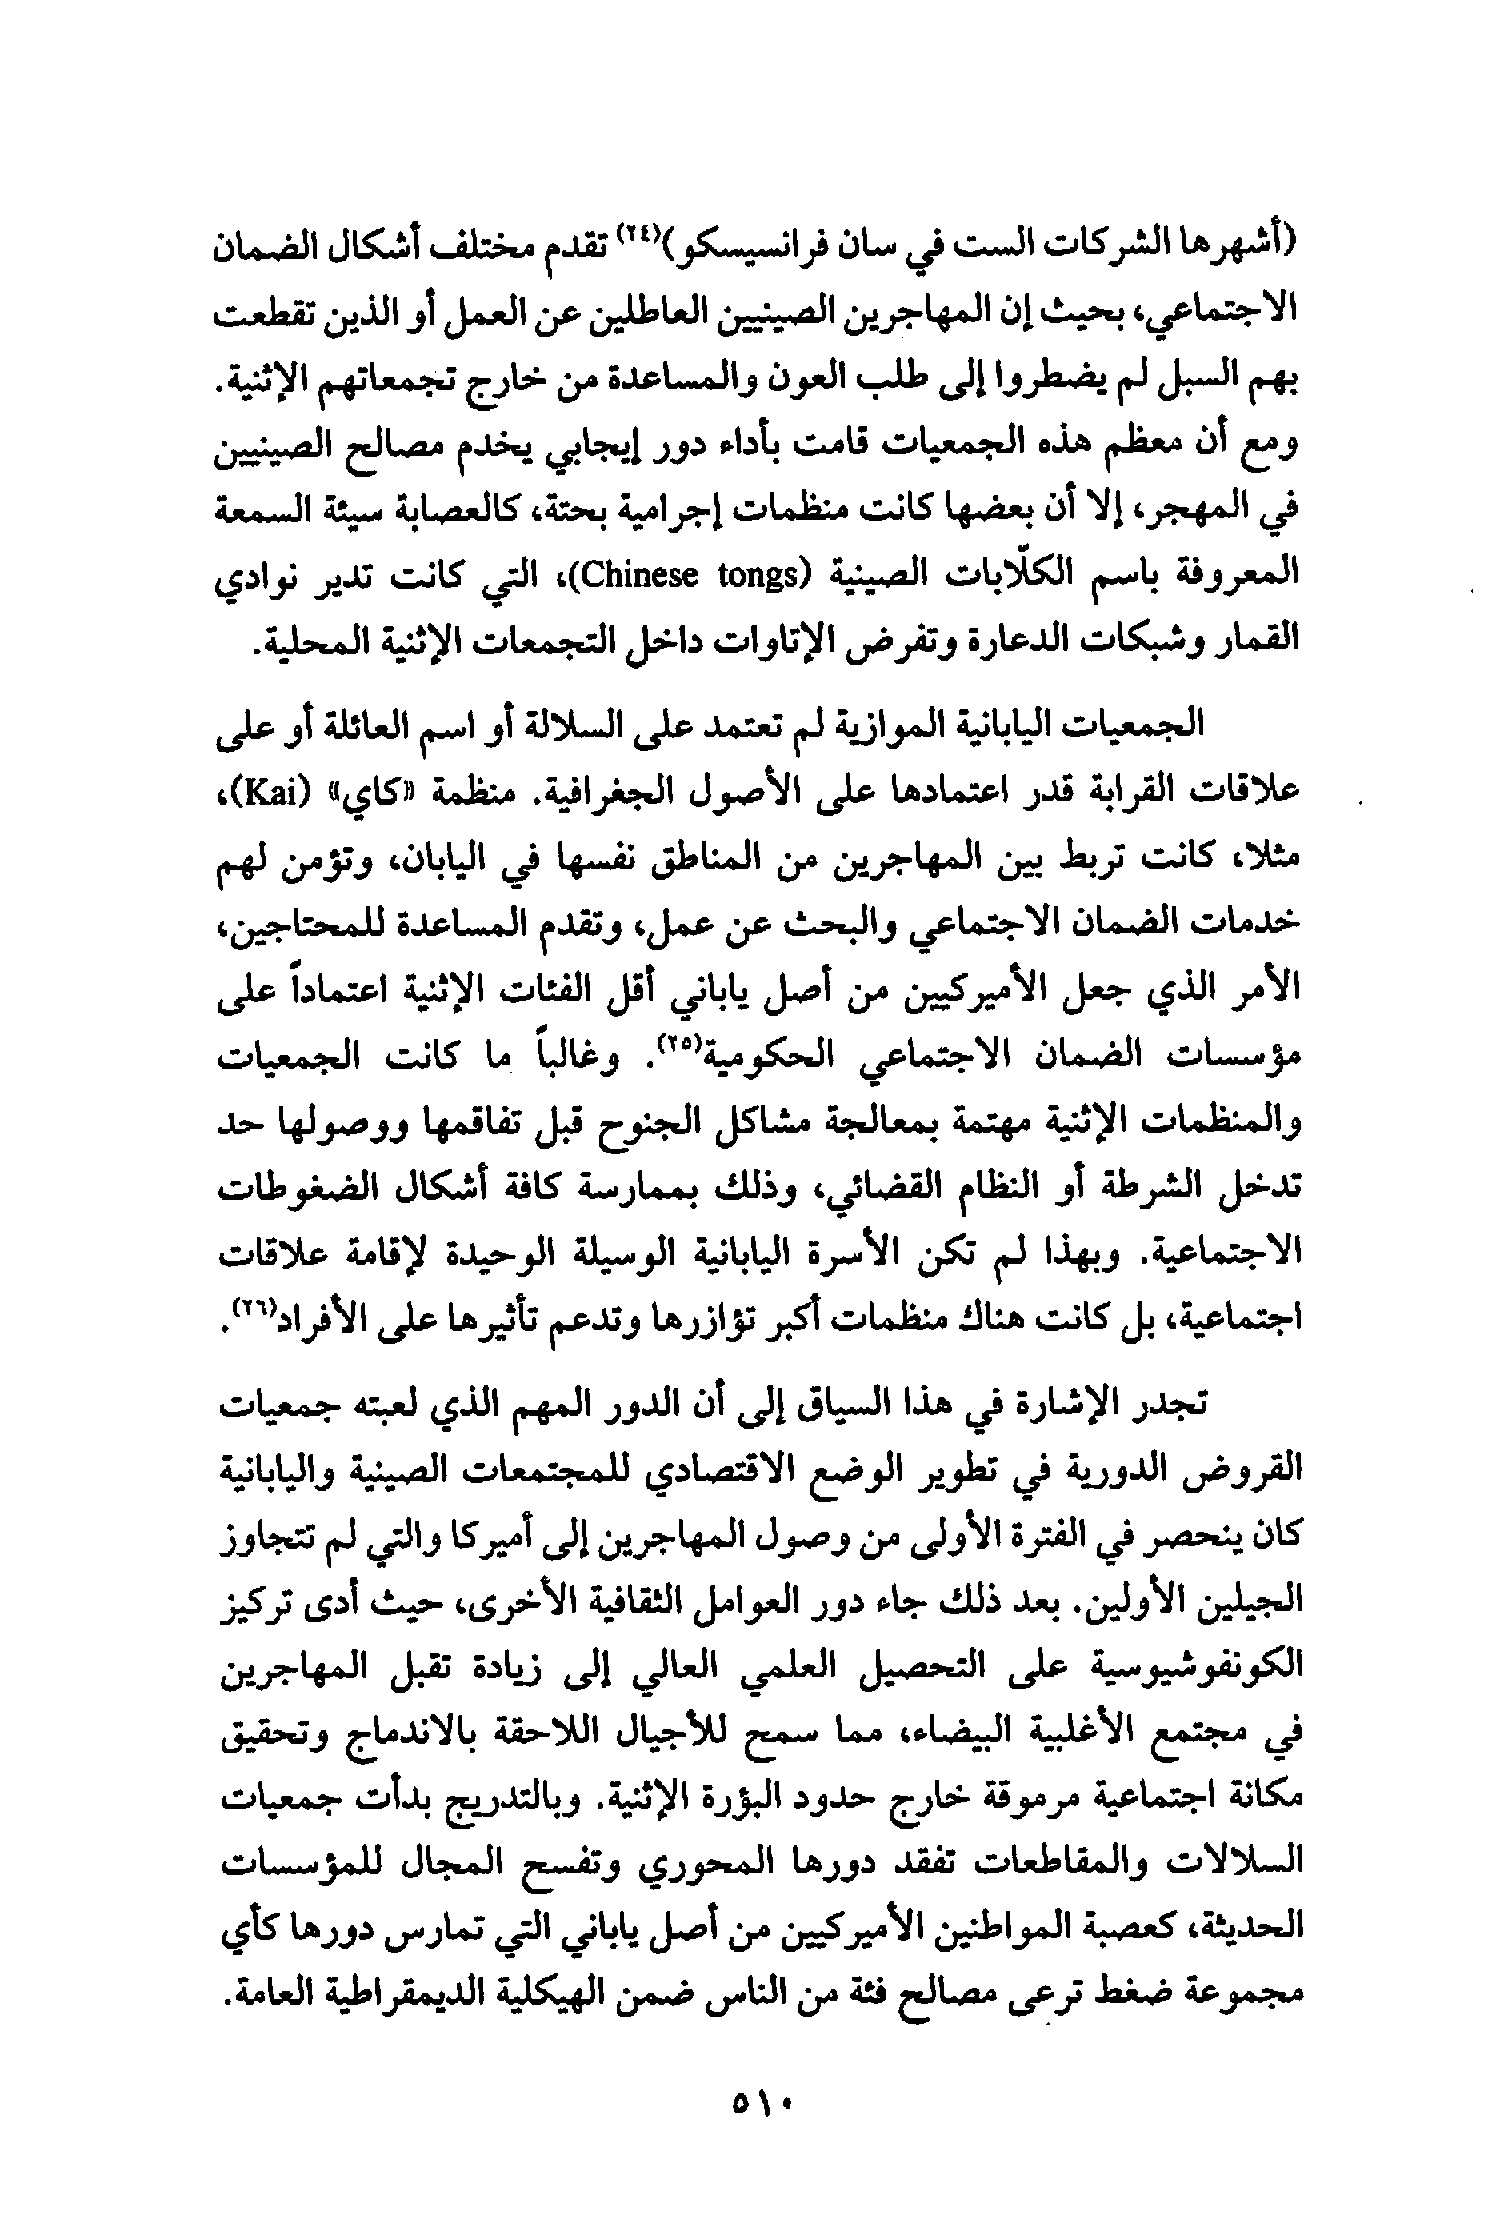 (أشهرها الشركات الست في سان فرانسيسكو)(٢٤) تقدم مختلف أشكال الضمان
الاجتماعي، بحيث إن المهاجرين الصينيين العاطلين عن العمل أو الذين تقطعت
بهم السبل لم يضطروا إلى طلب العون والمساعدة من خارج تجمعاتهم الإثنية.
ومع أن معظم هذه الجمعيات قامت بأداء دور إيجابي يخدم مصالح الصينيين
في المهجر، إلا أن بعضها كانت منظمات إجرامية بحتة، كالعصابة سيئة السمعة
المعروفة باسم الكلّابات الصينية (Chinese tongs)، التي كانت تدير نوادي
القمار وشبكات الدعارة وتفرض الإتاوات داخل التجمعات الإثنية المحلية.
الجمعيات اليابانية الموازية لم تعتمد على السلالة أو اسم العائلة أو على
علاقات القرابة قدر اعتمادها على الأصول الجغرافية. منظمة «كاي» (Kai)،
مثلا، كانت تربط بين المهاجرين من المناطق نفسها في اليابان، وتؤمن لهم
خدمات الضمان الاجتماعي والبحث عن عمل، وتقدم المساعدة للمحتاجين،
الأمر الذي جعل الأميركيين من أصل ياباني أقل الفئات الإثنية اعتماداً على
مؤسسات الضمان الاجتماعي الحكومية(٢٥). وغالباً ما كانت الجمعيات
والمنظمات الإثنية مهتمة بمعالجة مشاكل الجنوح قبل تفاقمها ووصولها حد
تدخل الشرطة أو النظام القضائي، وذلك بممارسة كافة أشكال الضغوطات
الاجتماعية. وبهذا لم تكن الأسرة اليابانية الوسيلة الوحيدة لإقامة علاقات
اجتماعية، بل كانت هناك منظمات أكبر تؤازرها وتدعم تأثيرها على الأفراد(٢٦).
تجدر الإشارة في هذا السياق إلى أن الدور المهم الذي لعبته جمعيات
القروض الدورية في تطوير الوضع الاقتصادي للمجتمعات الصينية واليابانية
كان ينحصر في الفترة الأولى من وصول المهاجرين إلى أميركا والتي لم تتجاوز
الجيلين الأولين. بعد ذلك جاء دور العوامل الثقافية الأخرى، حيث أدى تركيز
الكونفوشيوسية على التحصيل العلمي العالي إلى زيادة تقبل المهاجرين
في مجتمع الأغلبية البيضاء، مما سمح للأجيال اللاحقة بالاندماج وتحقيق
مكانة اجتماعية مرموقة خارج حدود البؤرة الإثنية. وبالتدريج بدأت جمعيات
السلالات والمقاطعات تفقد دورها المحوري وتفسح المجال للمؤسسات
الحديثة، كعصبة المواطنين الأميركيين من أصل ياباني التي تمارس دورها كأي
مجموعة ضغط ترعى مصالح فئة من الناس ضمن الهيكلية الديمقراطية العامة.
٥١٠